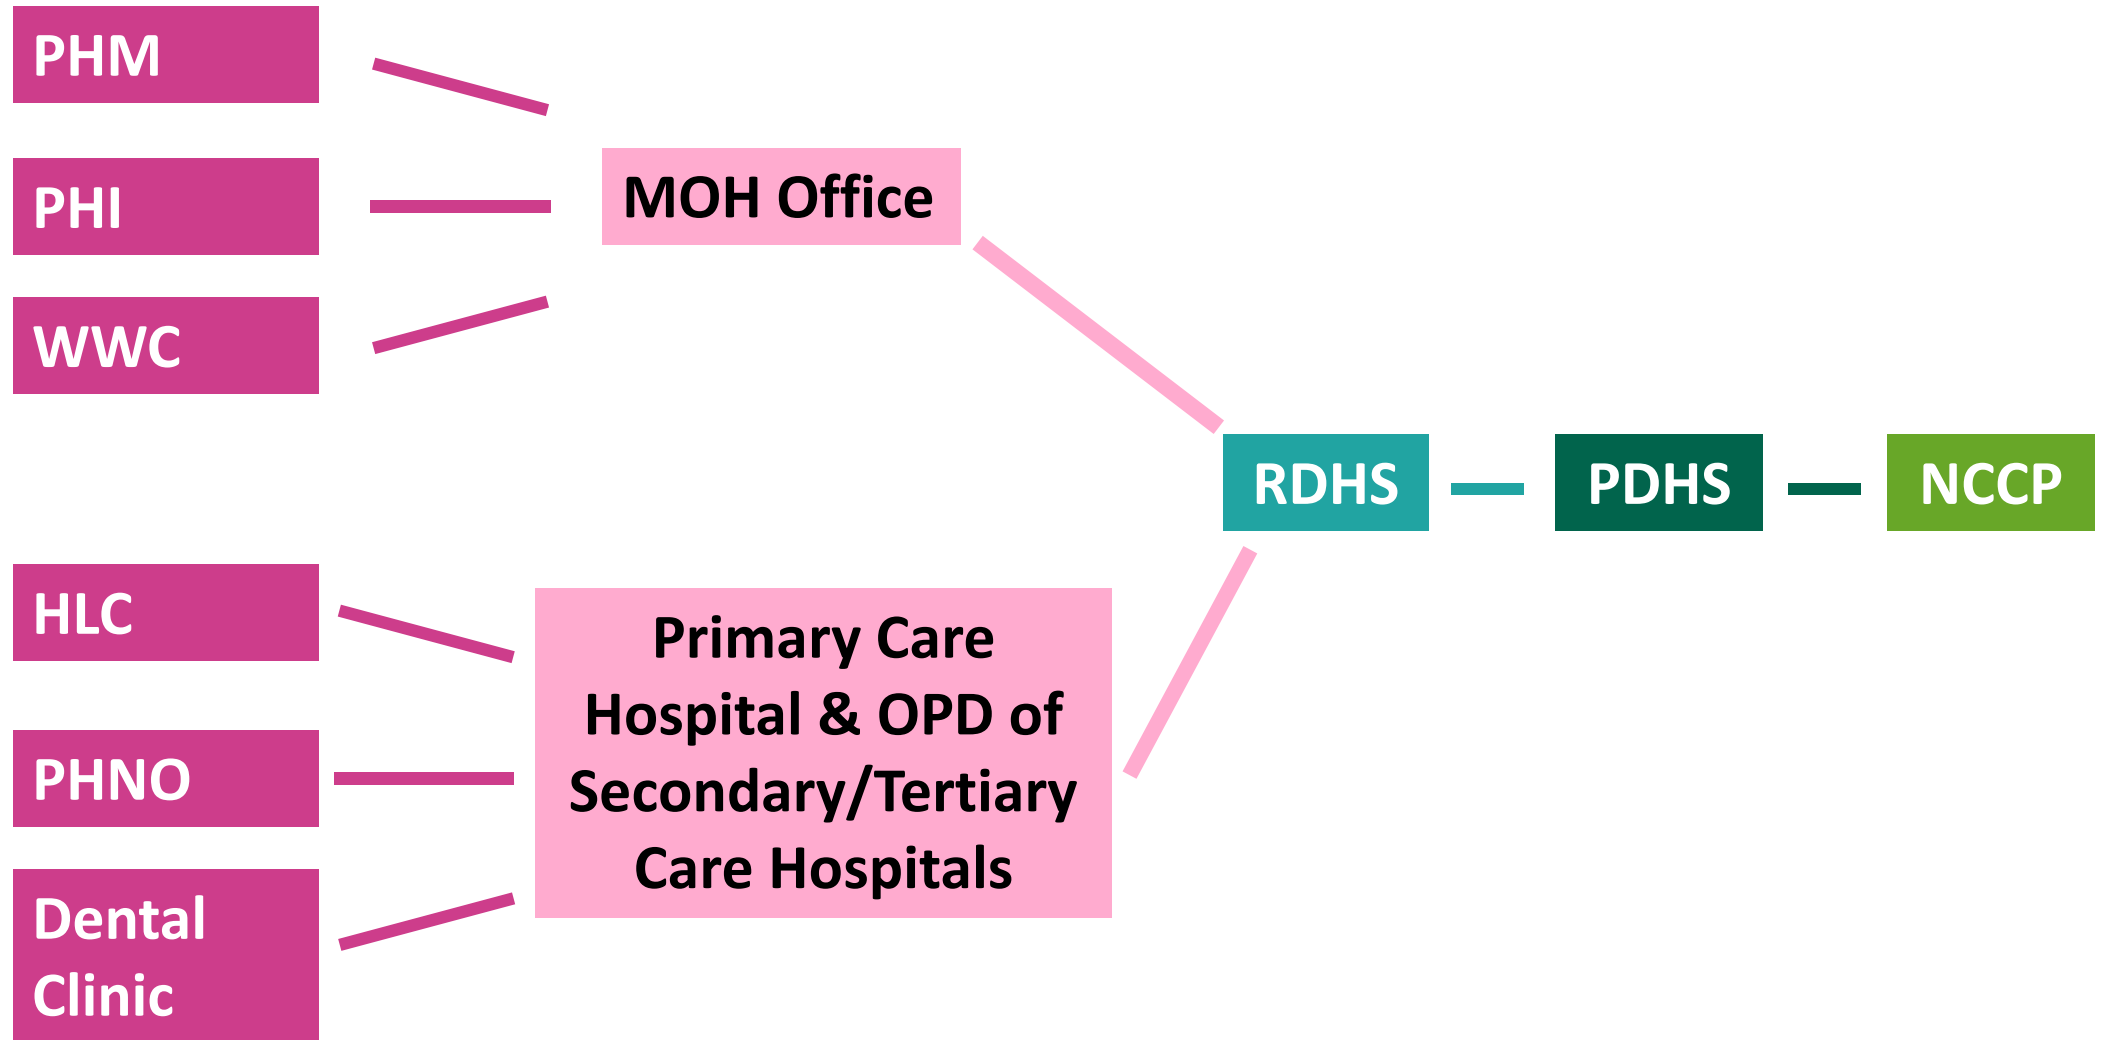 PHM
PHI
WWC
MOH Office
HLC
PHNO
Dental
Clinic
Primary Care
Hospital & OPD of
Secondary/Tertiary
Care Hospitals
RDHS
PDHS
NCCP